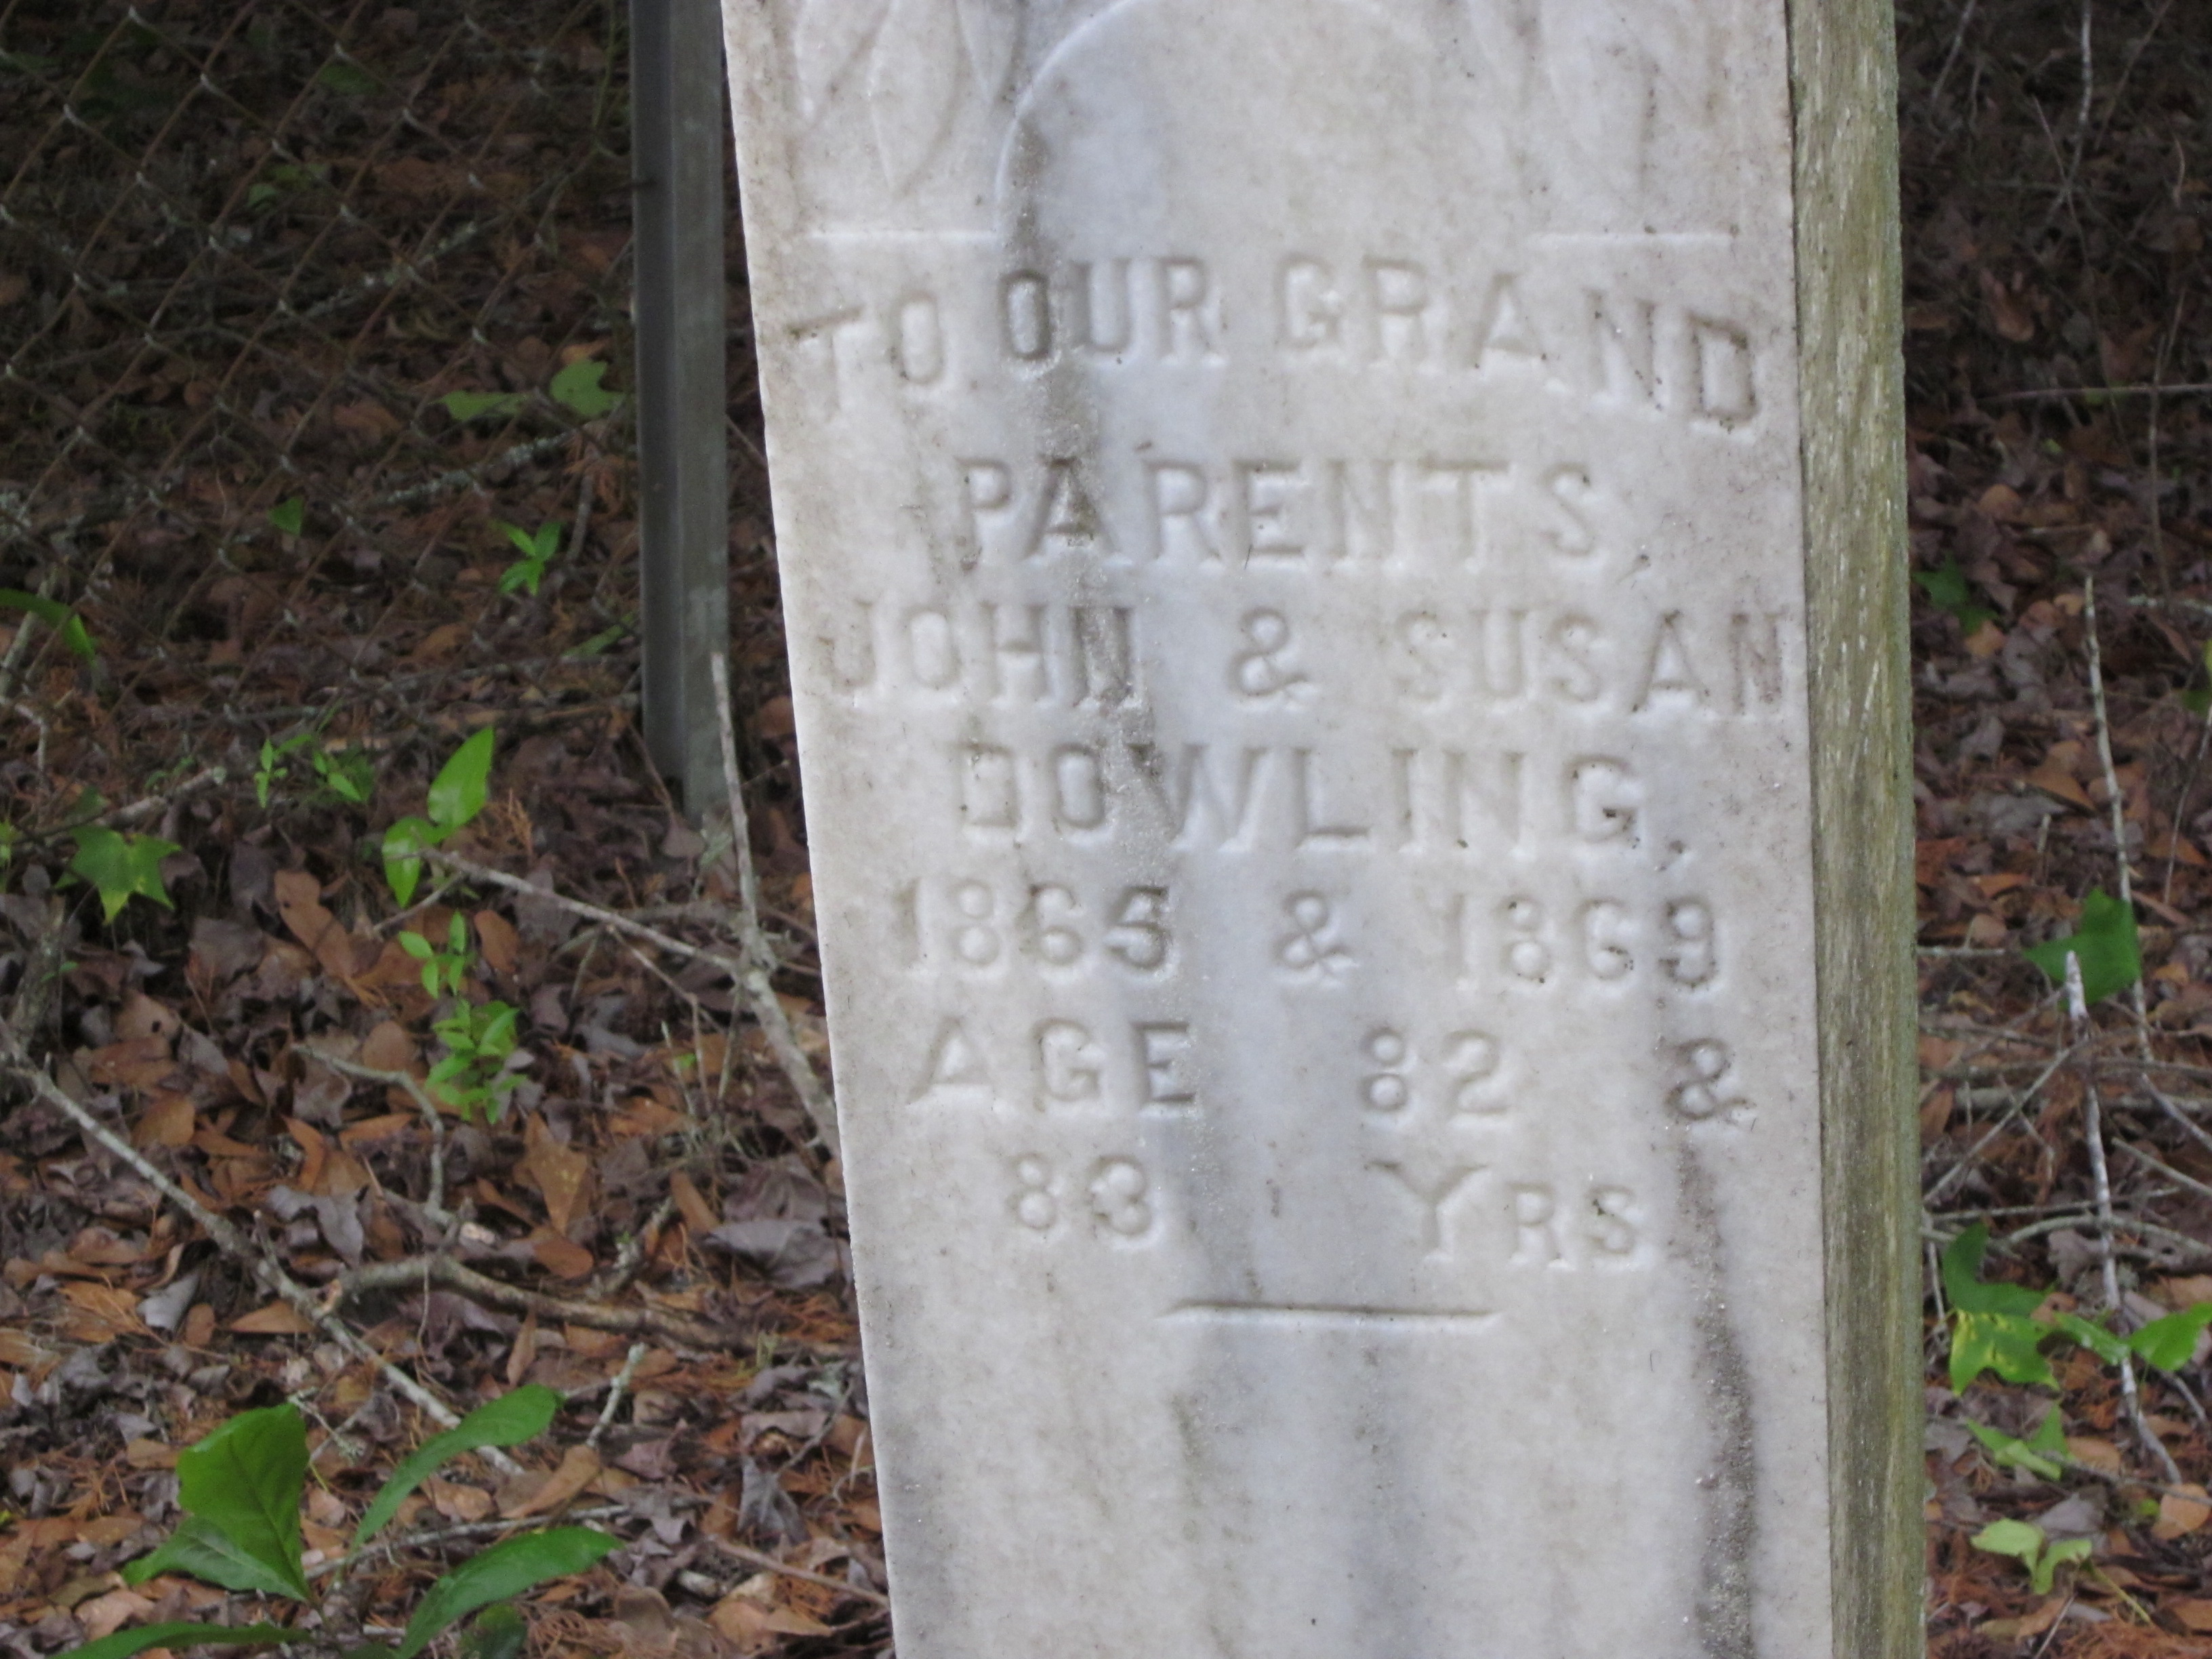 TO OUR GRAND
PARENTS,
JOHN & SUSAN
DOWLING,
1865 & 1869
AGE 82 &
83 YRS